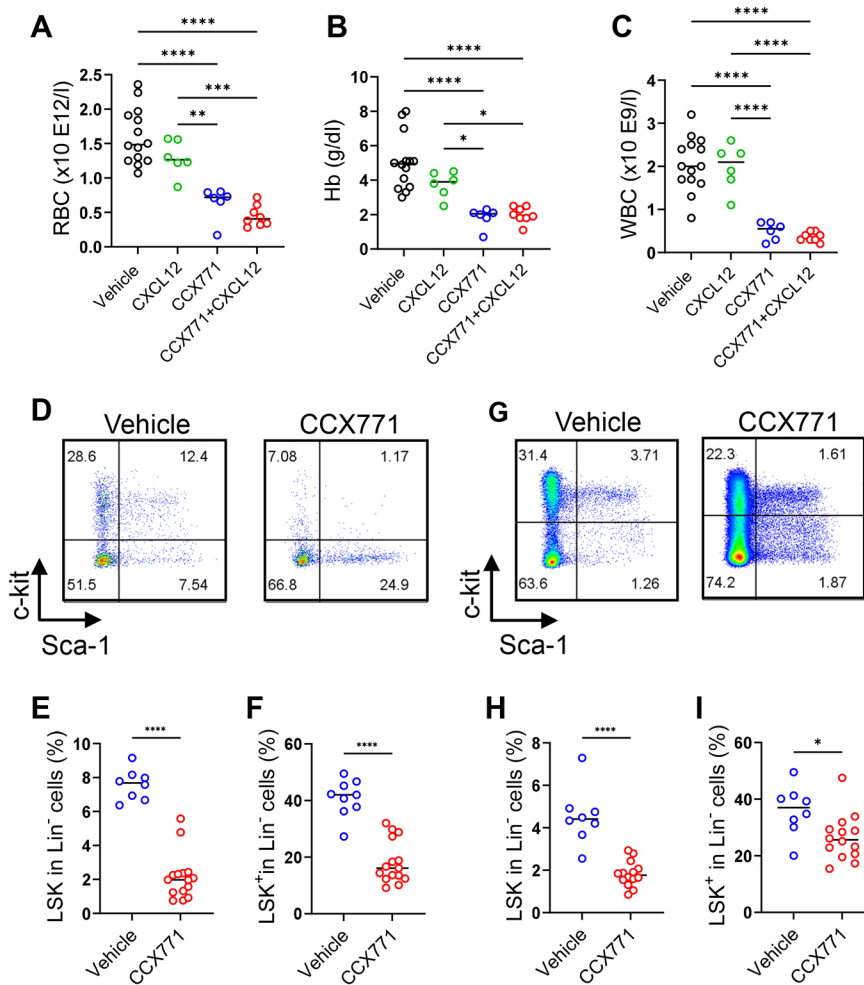 A
****
****
***
**
RBC (x10 E12/l)
2.5
2.0
1.5
1.0
0.5
0.0
Vehicle
CXCL12
CCX771
CCX771+CXCL12
B
****
****
*
*
Hb (g/dl)
10
8
6
4
2
0
Vehicle
CXCL12
CCX771
CCX771+CXCL12
C
****
****
****
****
WBC (x10 E9/l)
4
3
2
1
0
Vehicle
CXCL12
CCX771
CCX771+CXCL12
D
Vehicle
28.6 12.4
51.5 7.54
CCX771
7.08 1.17
66.8 24.9
c-kit
Sca-1
G
Vehicle
31.4 3.71
63.6 1.26
CCX771
22.3 1.61
74.2 1.87
c-kit
Sca-1
E
****
LSK in Lin⁻ cells (%)
10
8
6
4
2
0
Vehicle
CCX771
F
****
LSK⁺in Lin⁻ cells (%)
60
40
20
0
Vehicle
CCX771
H
****
LSK in Lin⁻ cells (%)
8
6
4
2
0
Vehicle
CCX771
I
*
LSK⁺ in Lin⁻ cells (%)
60
40
20
0
Vehicle
CCX771